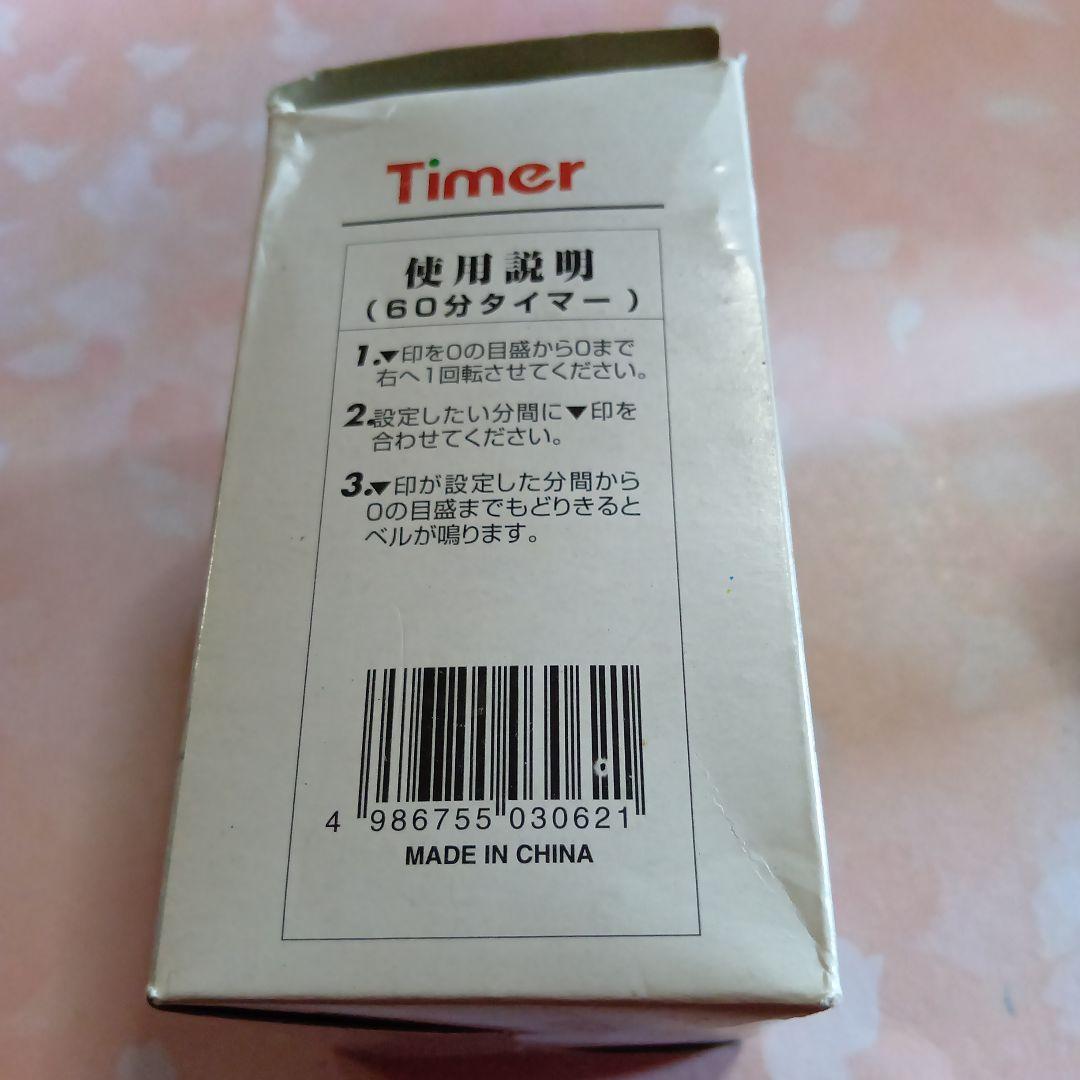 Timer
使用説明
(60分タイマー)
1.▼印を0の目盛から0まで
右へ1回転させてください。
2.設定したい分間に▼印を
合わせてください。
3.▼印が設定した分間から
0の目盛までもどりきると
ベルが鳴ります。
4 986755 030621
MADE IN CHINA